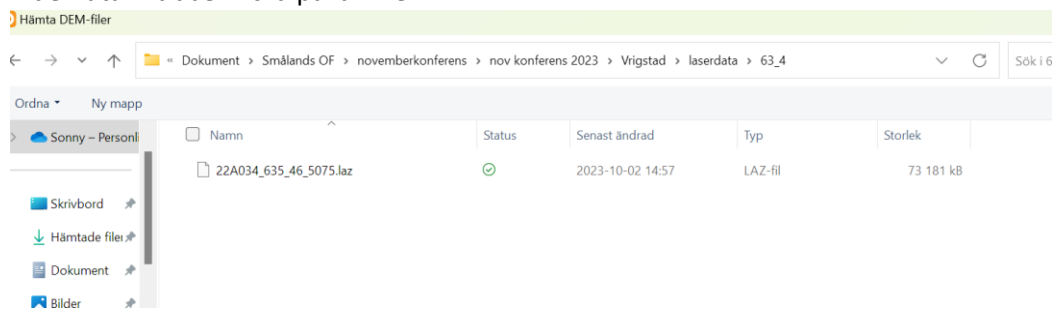 Hämta DEM-filer
« Dokument > Smålands OF > novemberkonferens > nov konferens 2023 > Vrigstad > laserdata > 63_4
Sök i 6
Ordna Ny mapp
Sonny – Personli
Namn Status Senast ändrad Typ Storlek
22A034_635_46_5075.laz 2023-10-02 14:57 LAZ-fil 73 181 kB
Skrivbord
Hämtade filer
Dokument
Bilder